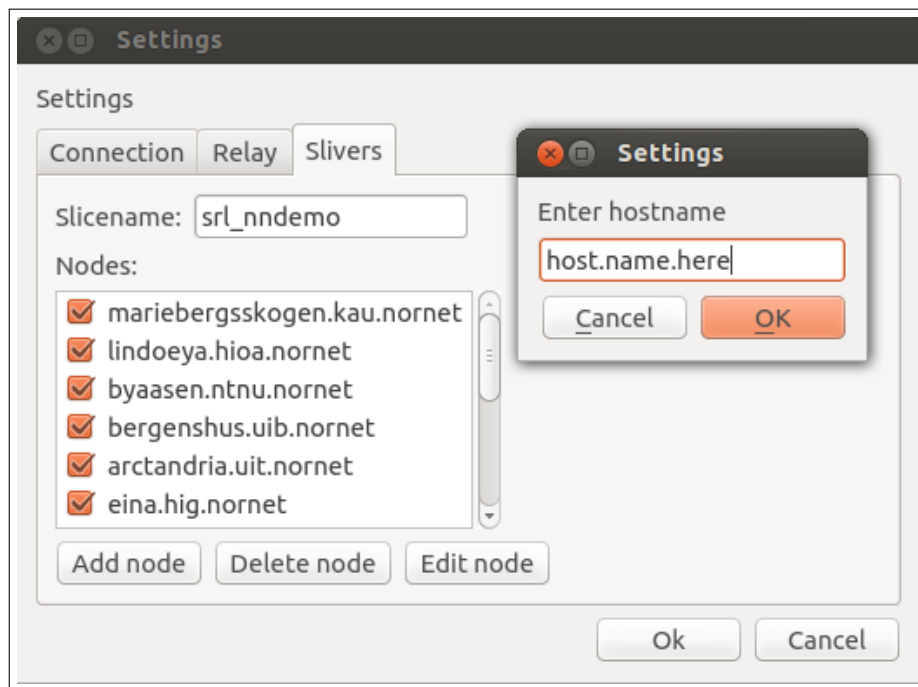 Settings
Settings
Connection Relay Slivers
Slicename: srl_nndemo
Nodes:
mariebergsskogen.kau.nornet
lindoeya.hioa.nornet
byaasen.ntnu.nornet
bergenshus.uib.nornet
arctandria.uit.nornet
eina.hig.nornet
Add node Delete node Edit node
Ok Cancel
Settings
Enter hostname
host.name.here
Cancel OK